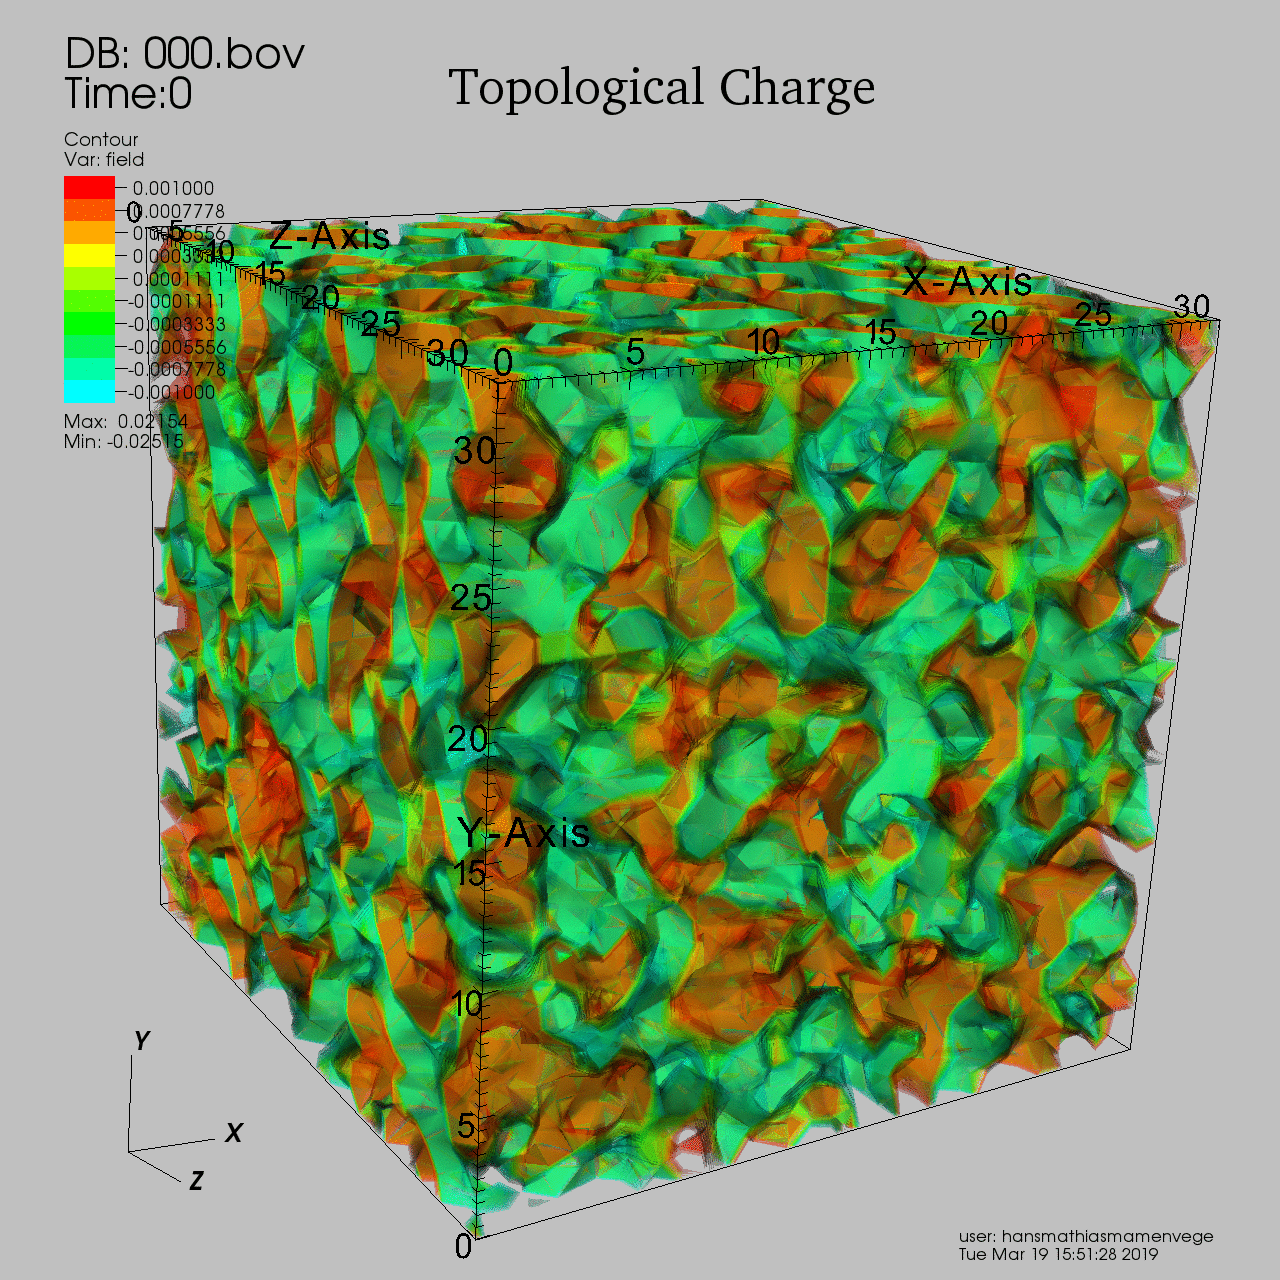 DB: 000.bov
Time:0
Topological Charge
Contour
Var: field
0.001000
0.0007778
0.0005556
0.0003333
0.0001111
-0.0001111
-0.0003333
-0.0005556
-0.0007778
-0.001000
Max: 0.02154
Min: -0.02515
0 5 10 15 20 25 30
Z-Axis
X-Axis
0 5 10 15 20 25 30
30
25
20
Y-Axis
15
10
5
0
Y
X
Z
user: hansmathiasmamenvege
Tue Mar 19 15:51:28 2019